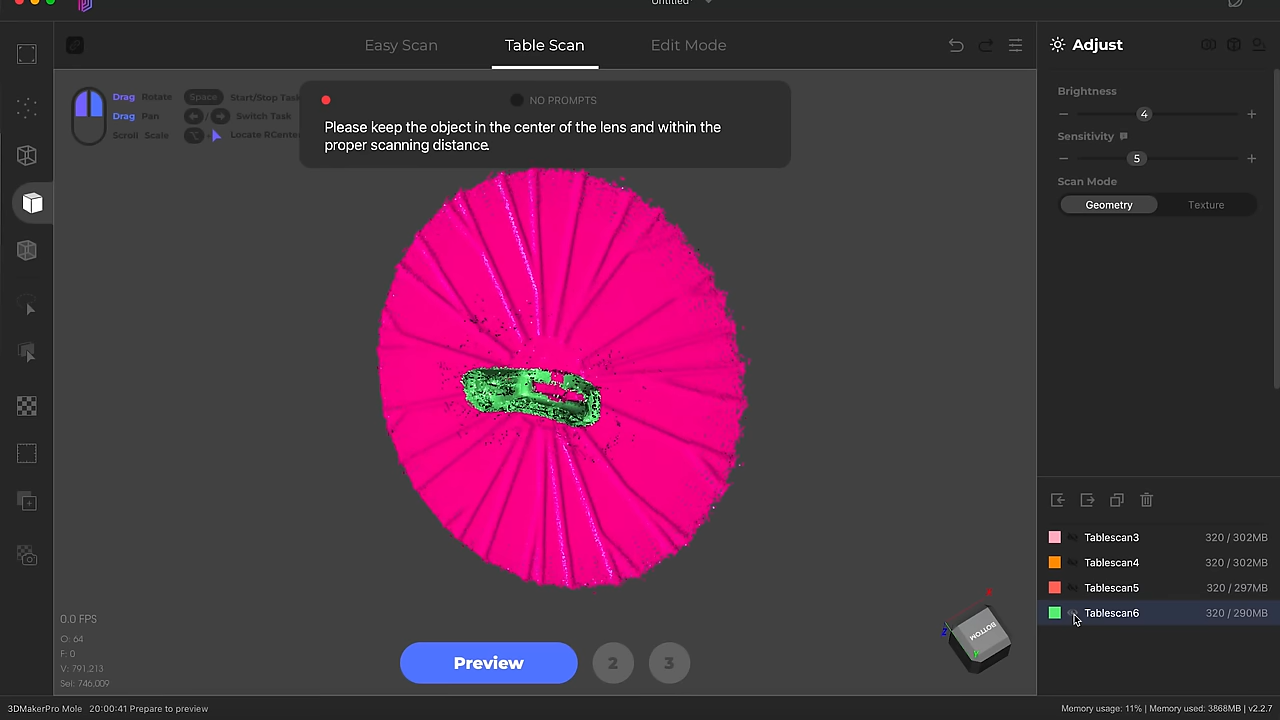 Untitled*
Easy Scan
Table Scan
Edit Mode
Adjust
Drag Rotate Space Start/Stop Task
Drag Pan / Switch Task
Scroll Scale Locate RCenter
NO PROMPTS
Please keep the object in the center of the lens and within the
proper scanning distance.
Brightness
4
Sensitivity
5
Scan Mode
Geometry
Texture
Tablescan3 320 / 302MB
Tablescan4 320 / 302MB
Tablescan5 320 / 297MB
Tablescan6 320 / 290MB
0.0 FPS
O: 64
F: 0
V: 791.213
Sel: 746.009
Preview
2
3
X
Z
Y
BOTTOM
3DMakerPro Mole 20:00:41 Prepare to preview
Memory usage: 11% | Memory used: 3868MB | v2.2.7